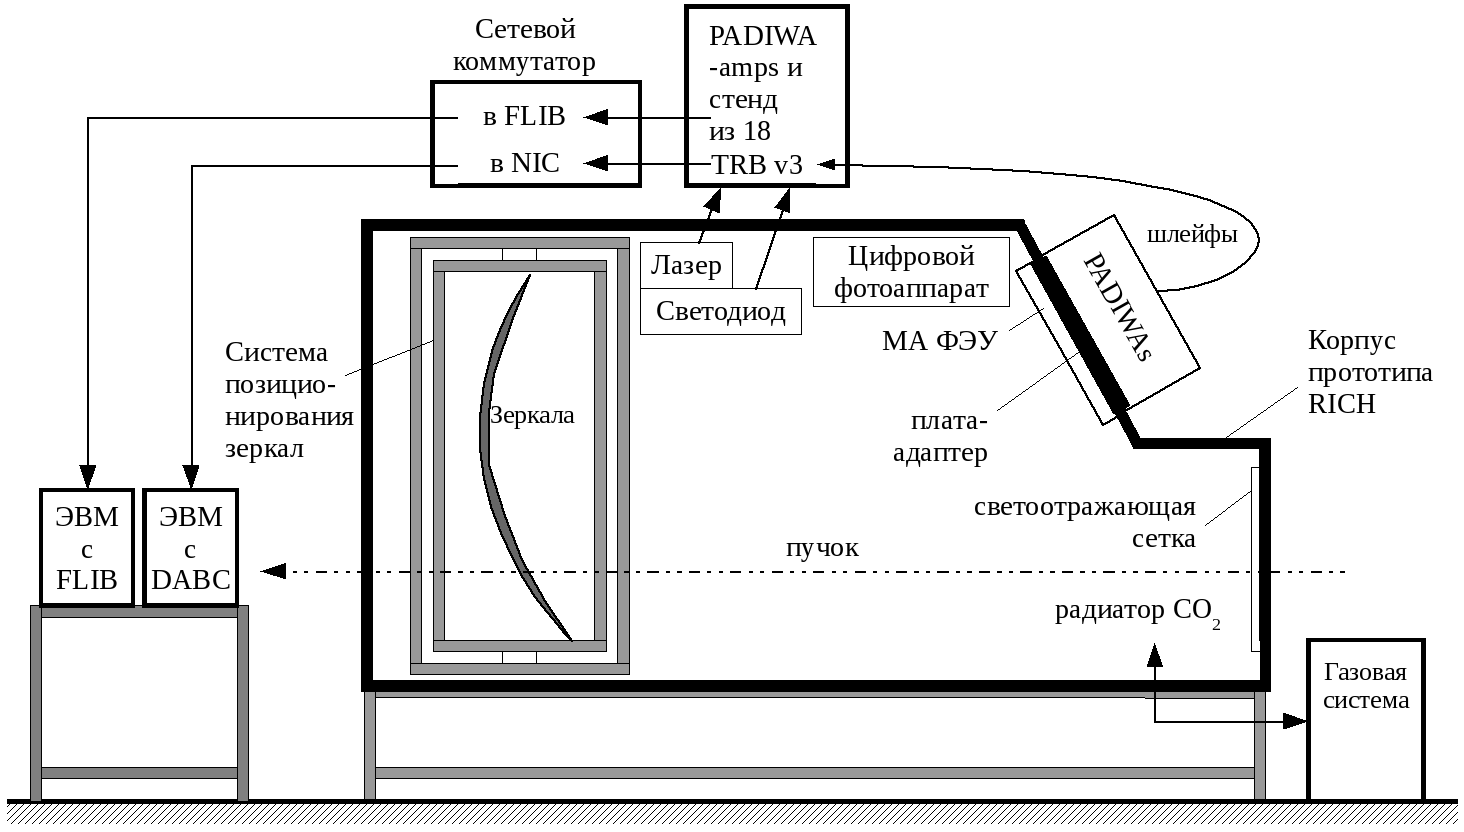 Сетевой
коммутатор
в FLIB
в NIC
PADIWA
-amps и
стенд
из 18
TRB v3
шлейфы
PADIWAs
Лазер
Светодиод
Цифровой
фотоаппарат
МА ФЭУ
плата-
адаптер
Корпус
прототипа
RICH
Система
позицио-
нирования
зеркал
Зеркала
светоотражающая
сетка
пучок
радиатор CO2
ЭВМ
с
FLIB
ЭВМ
с
DABC
Газовая
система